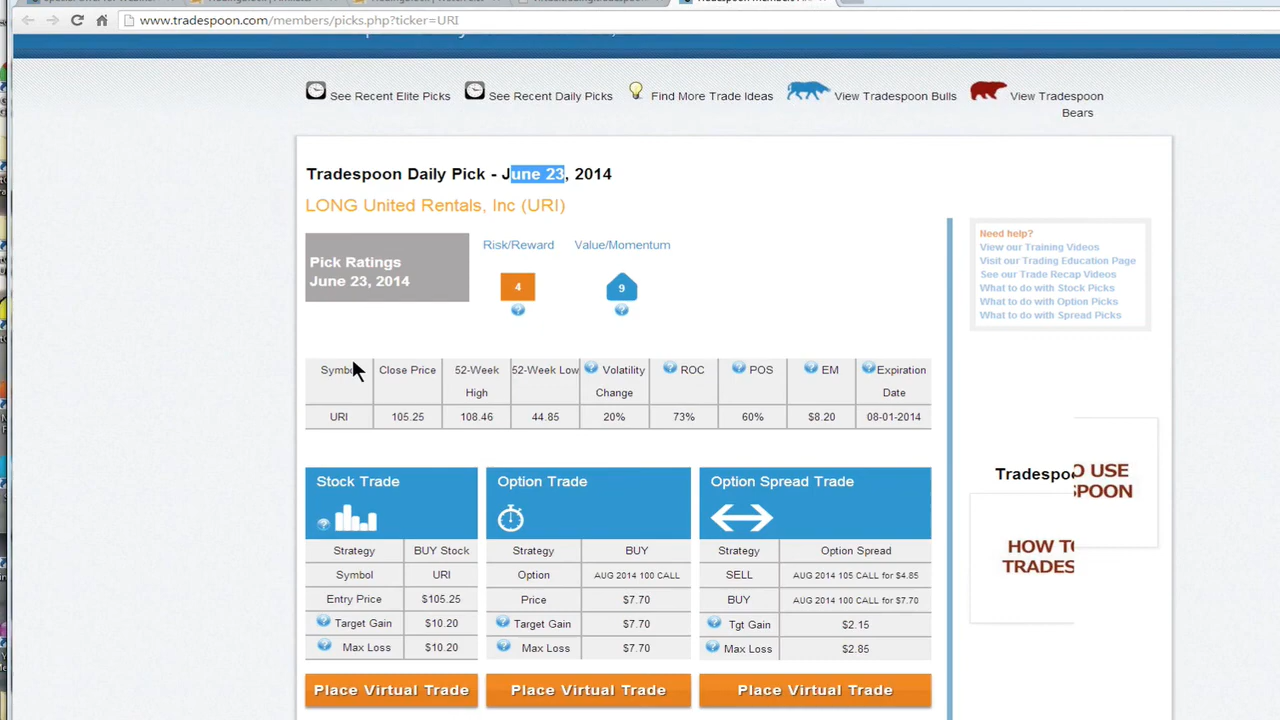 www.tradespoon.com/members/picks.php?ticker=URI
See Recent Elite Picks See Recent Daily Picks Find More Trade Ideas View Tradespoon Bulls View Tradespoon
Bears
Tradespoon Daily Pick - June 23, 2014
LONG United Rentals, Inc (URI)
Pick Ratings
June 23, 2014
Risk/Reward Value/Momentum
4 9
Need help?
View our Training Videos
Visit our Trading Education Page
See our Trade Recap Videos
What to do with Stock Picks
What to do with Option Picks
What to do with Spread Picks
Close Price 52-Week High 52-Week Low Volatility Change ROC POS EM Expiration Date
URI 105.25 108.46 44.85 20% 73% 60% $8.20 08-01-2014
Stock Trade
Strategy BUY Stock
Symbol URI
Entry Price $105.25
Target Gain $10.20
Max Loss $10.20
Place Virtual Trade
Option Trade
Strategy BUY
Option AUG 2014 100 CALL
Price $7.70
Target Gain $7.70
Max Loss $7.70
Place Virtual Trade
Option Spread Trade
Strategy Option Spread
SELL AUG 2014 105 CALL for $4.85
BUY AUG 2014 100 CALL for $7.70
Tgt Gain $2.15
Max Loss $2.85
Place Virtual Trade
O USE
SPOON
HOW TO
TRADES